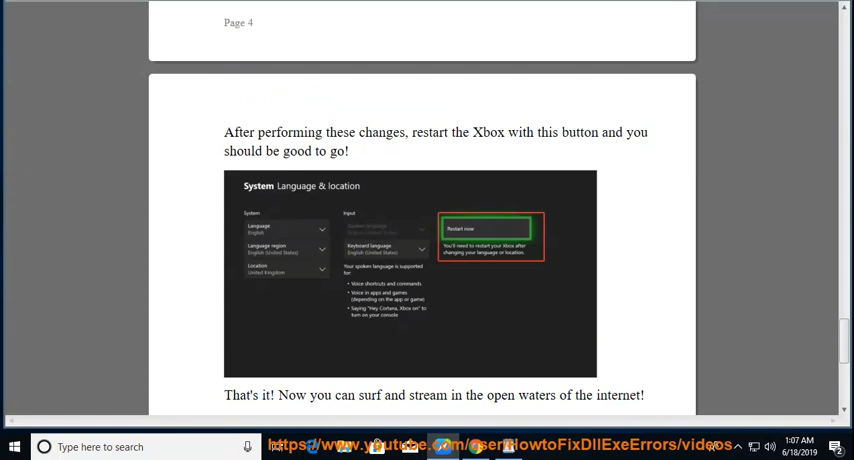 Page 4
After performing these changes, restart the Xbox with this button and you
should be good to go!
System Language & location
System
Language
English
Language region
English (United States)
Location
United Kingdom
Input
Spoken language
English (United States)
Keyboard language
English (United States)
Your spoken language is supported
for:
• Voice shortcuts and commands
• Voice in apps and games
(depending on the app or game)
• Saying "Hey Cortana, Xbox on" to
turn on your console
Restart now
You'll need to restart your Xbox after
changing your language or location.
That's it! Now you can surf and stream in the open waters of the internet!
Type here to search
https://www.youtube.com/user/HowtoFixDllExeErrors/videos
1:07 AM
6/18/2019
2